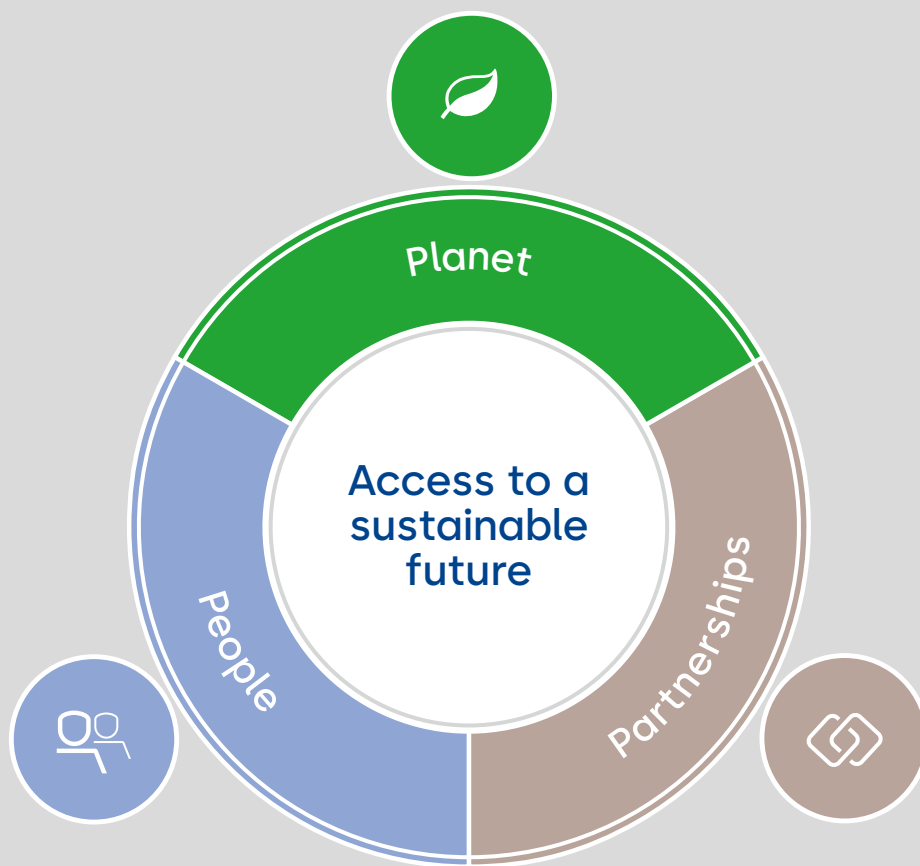 Planet
Access to a
sustainable
future
People
Partnerships